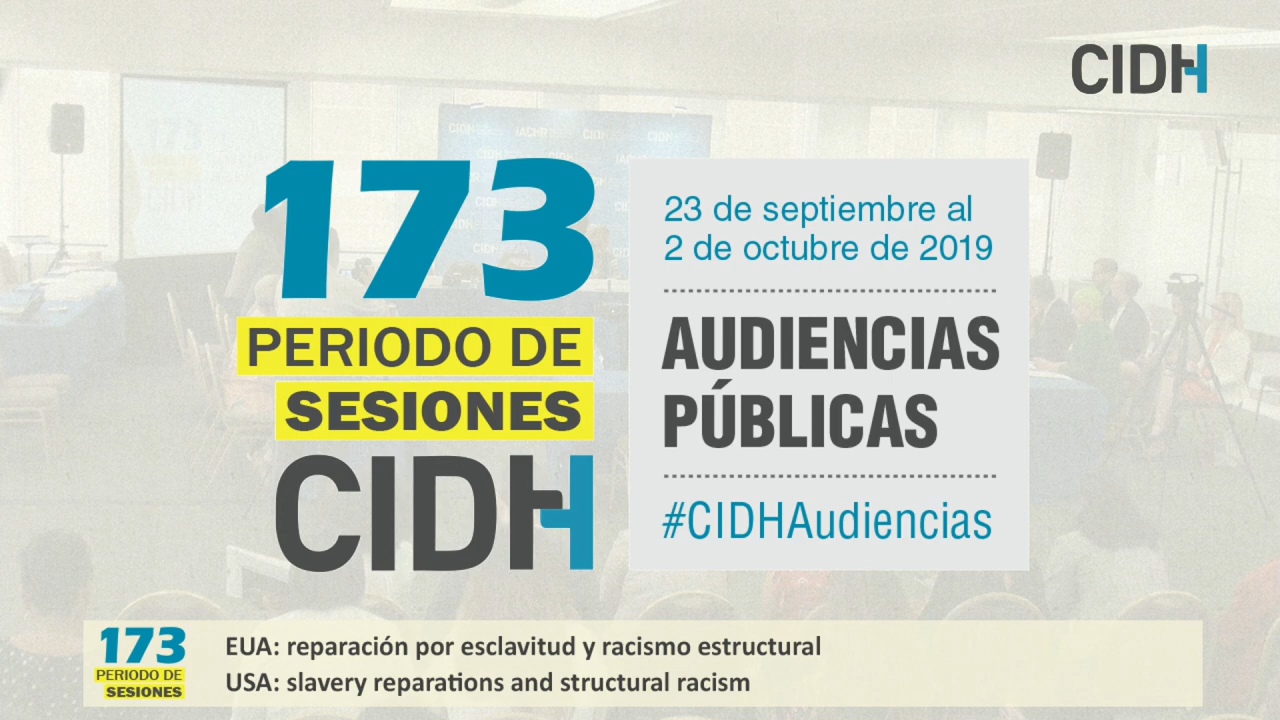 CIDH
173
PERIODO DE
SESIONES
CIDH
23 de septiembre al
2 de octubre de 2019
AUDIENCIAS
PÚBLICAS
#CIDHAudiencias
173
PERIODO DE
SESIONES
EUA: reparación por esclavitud y racismo estructural
USA: slavery reparations and structural racism